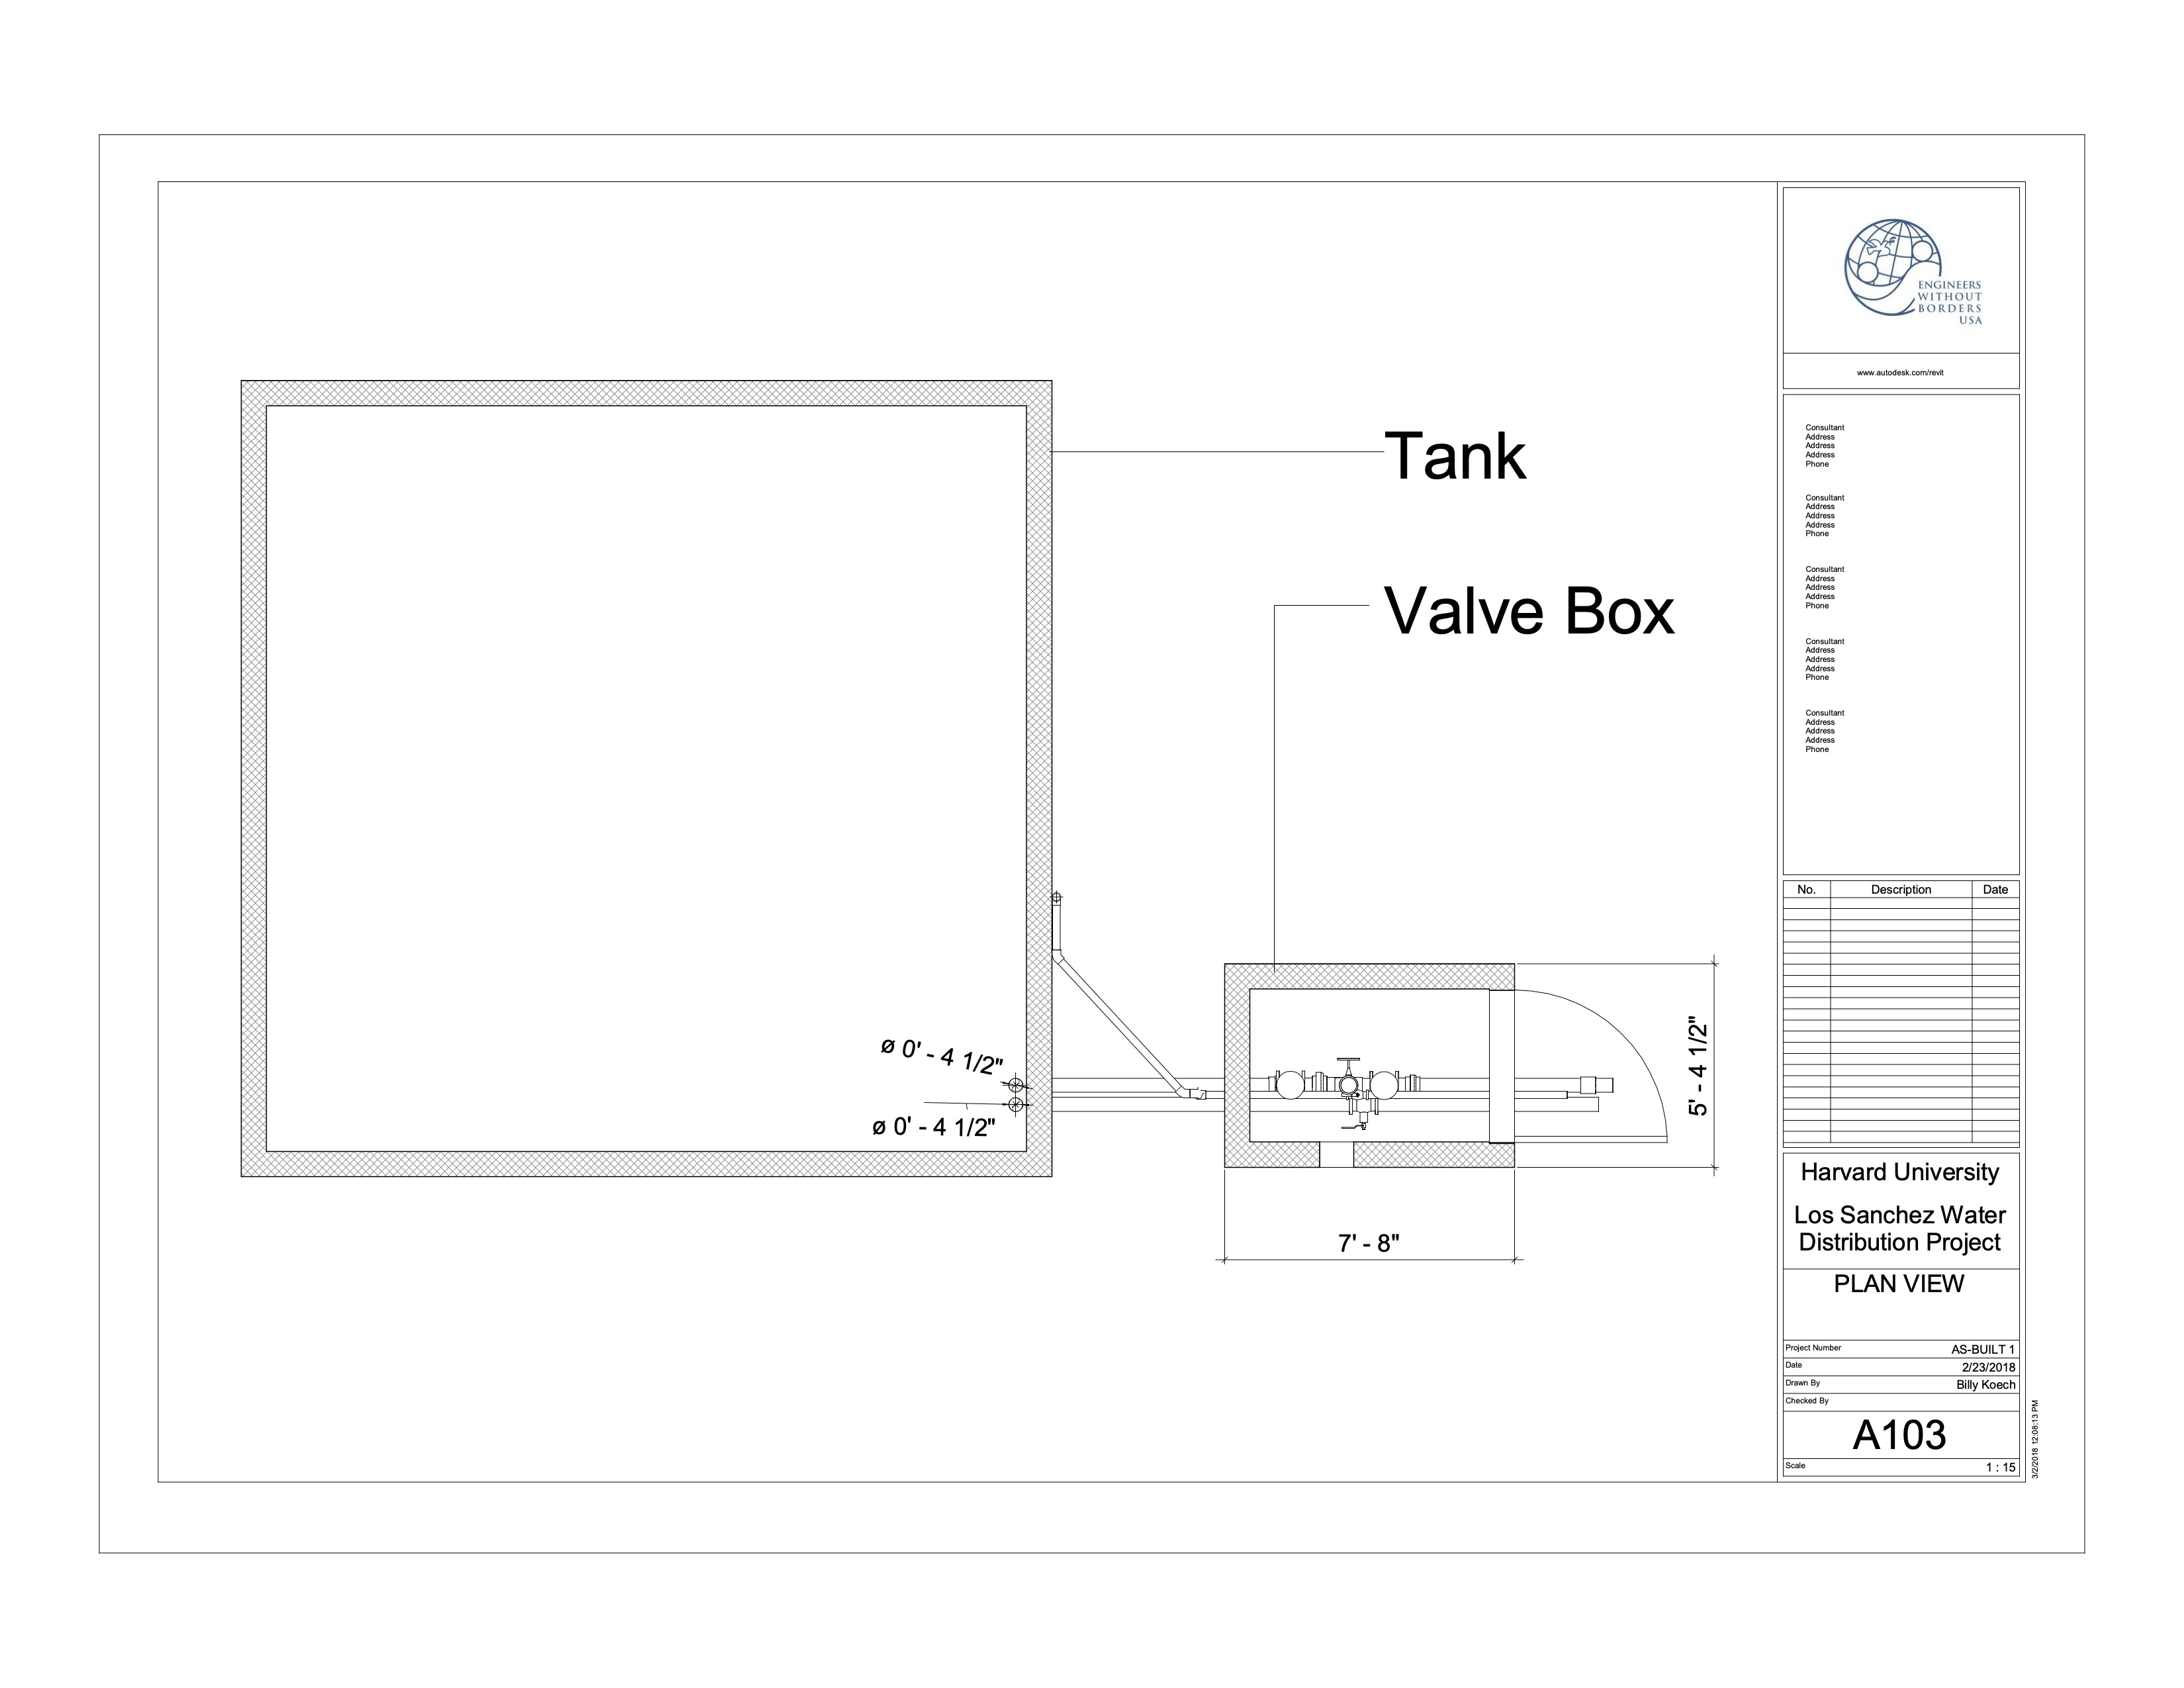 Tank
Valve Box
ø 0' - 4 1/2"
ø 0' - 4 1/2"
5' - 4 1/2"
7' - 8"
ENGINEERS
WITHOUT
BORDERS
USA
www.autodesk.com/revit
Consultant
Address
Address
Address
Phone
Consultant
Address
Address
Address
Phone
Consultant
Address
Address
Address
Phone
Consultant
Address
Address
Address
Phone
Consultant
Address
Address
Address
Phone
No. Description Date
Harvard University
Los Sanchez Water
Distribution Project
PLAN VIEW
Project Number AS-BUILT 1
Date 2/23/2018
Drawn By Billy Koech
Checked By
A103
Scale 1 : 15
3/2/2018 12:08:13 PM